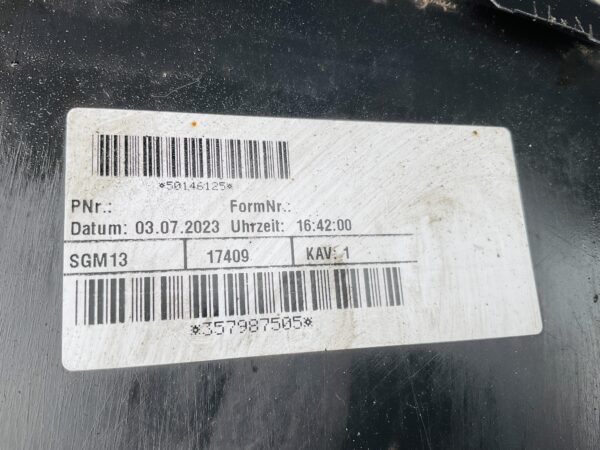 *50146125*
PNr.: FormNr.:
Datum: 03.07.2023 Uhrzeit: 16:42:00
SGM13 17409 KAV: 1
*357987505*